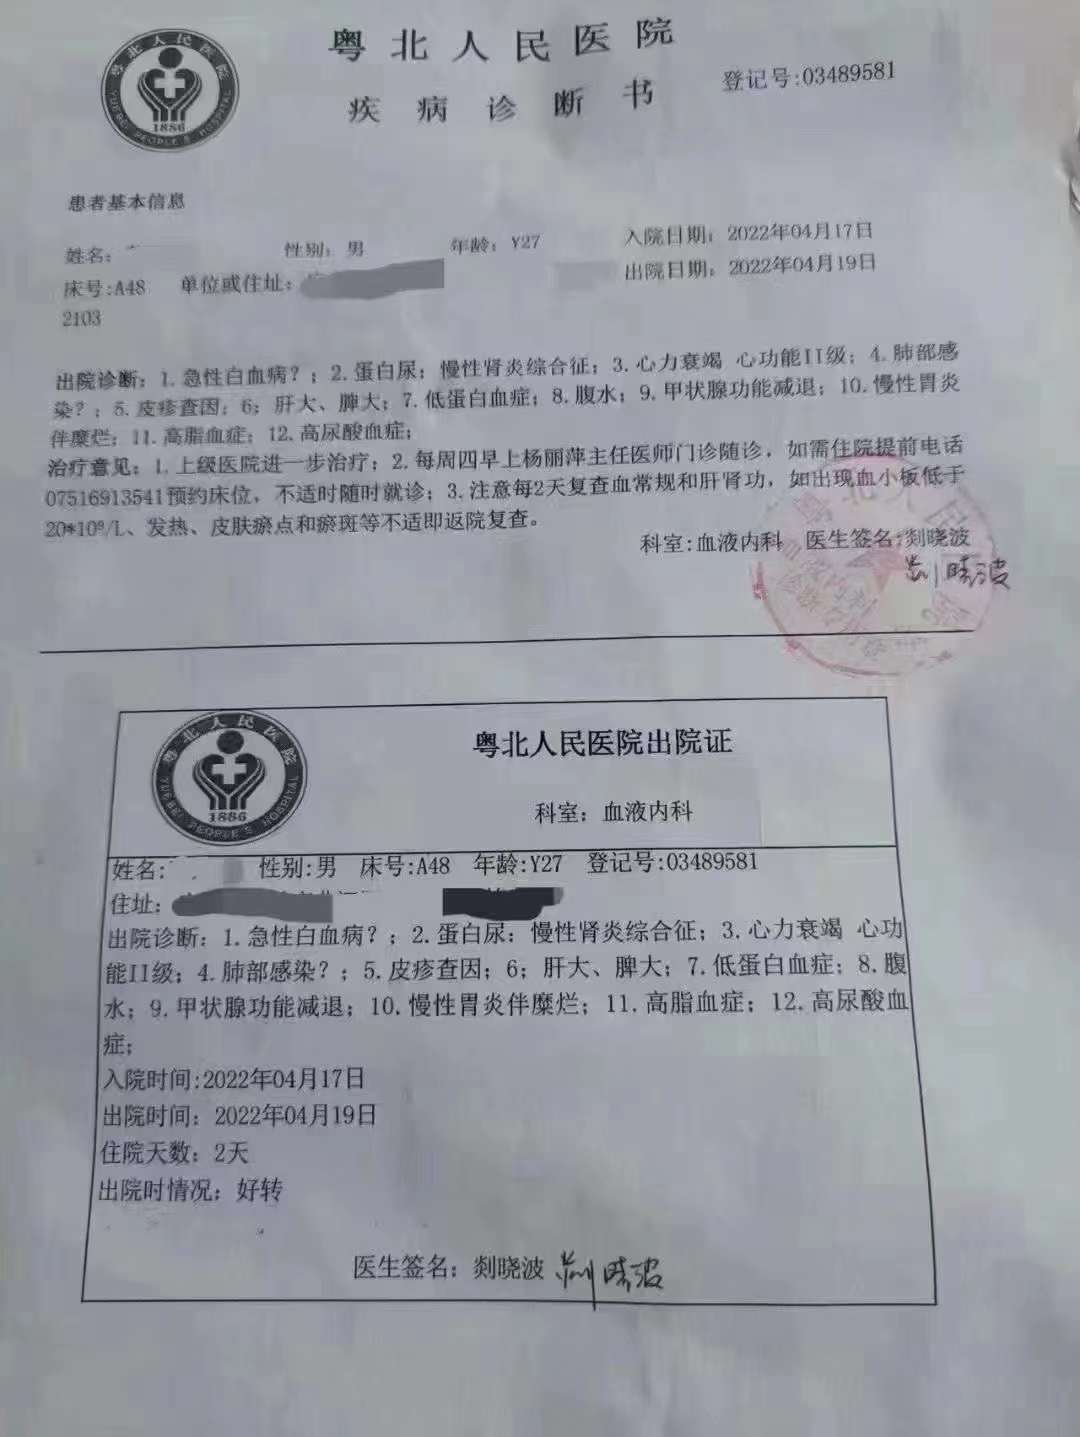 粤北人民医院
疾病诊断书
登记号:03489581
粤北人民医院
YUEBEI PEOPLE'S HOSPITAL
1886
患者基本信息
姓名: 性别: 男 年龄: Y27 入院日期: 2022年04月17日
床号:A48 单位或住址: 出院日期: 2022年04月19日
2103
出院诊断: 1.急性白血病? ; 2.蛋白尿: 慢性肾炎综合征; 3.心力衰竭 心功能II级; 4.肺部感
染? ; 5.皮疹查因; 6; 肝大、脾大; 7.低蛋白血症; 8.腹水; 9.甲状腺功能减退; 10.慢性胃炎
伴糜烂; 11.高脂血症; 12.高尿酸血症;
治疗意见: 1.上级医院进一步治疗; 2.每周四早上杨丽萍主任医师门诊随诊, 如需住院提前电话
07516913541预约床位, 不适时随时就诊; 3.注意每2天复查血常规和肝肾功, 如出现血小板低于
20*10⁹/L、发热、皮肤瘀点和瘀斑等不适即返院复查。
科室:血液内科 医生签名:剡晓波
剡晓波
粤北人民医院
YUEBEI PEOPLE'S HOSPITAL
1886
粤北人民医院出院证
科室: 血液内科
姓名: 性别:男 床号:A48 年龄:Y27 登记号:03489581
住址:
出院诊断: 1.急性白血病? ; 2.蛋白尿: 慢性肾炎综合征; 3.心力衰竭 心功
能II级; 4.肺部感染? ; 5.皮疹查因; 6; 肝大、脾大; 7.低蛋白血症; 8.腹
水; 9.甲状腺功能减退; 10.慢性胃炎伴糜烂; 11.高脂血症; 12.高尿酸血
症;
入院时间:2022年04月17日
出院时间: 2022年04月19日
住院天数: 2天
出院时情况: 好转
医生签名: 剡晓波 剡晓波